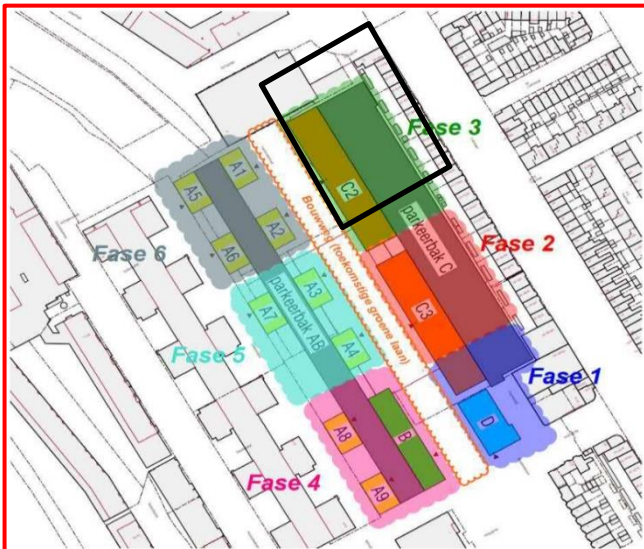 Fase 3
A1
A5
C2
Bouwweg (toekomstige groene laan)
parkeerbak C
A2
Fase 2
Fase 6
A6
A3
parkeerbak AB
A7
C3
A4
Fase 5
Fase 1
D
B
A8
Fase 4
A9